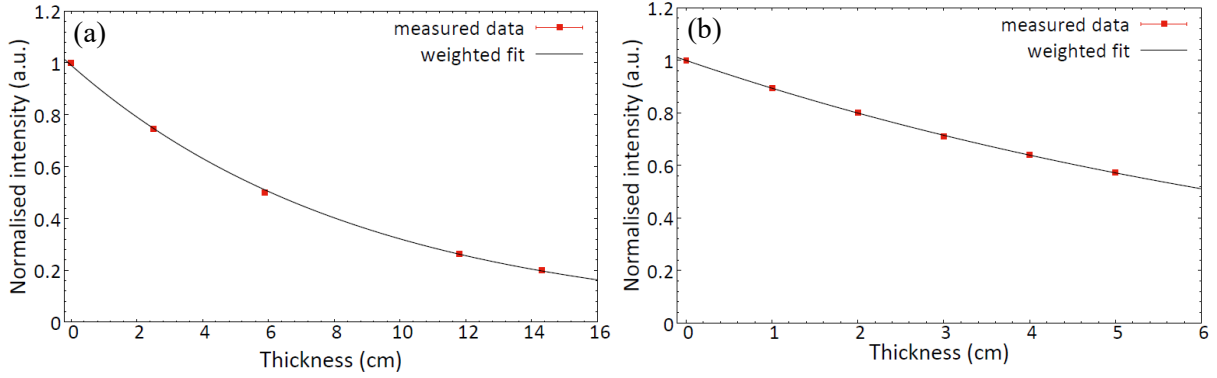 (a)
measured data
weighted fit
Normalised intensity (a.u.)
1.2
1
0.8
0.6
0.4
0.2
0
0 2 4 6 8 10 12 14 16
Thickness (cm)
(b)
measured data
weighted fit
Normalised intensity (a.u.)
1.2
1
0.8
0.6
0.4
0.2
0
0 1 2 3 4 5 6
Thickness (cm)